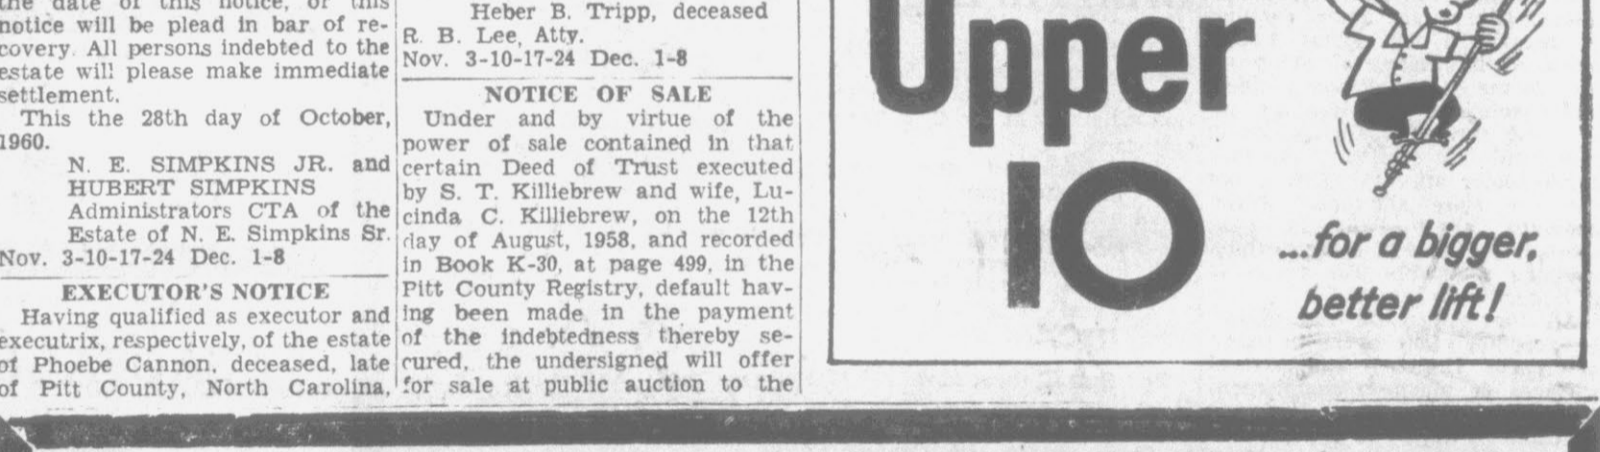 the date of this notice, or this
notice will be plead in bar of re-
covery. All persons indebted to the
estate will please make immediate
settlement.
This the 28th day of October,
1960.
N. E. SIMPKINS JR. and
HUBERT SIMPKINS
Administrators CTA of the
Estate of N. E. Simpkins Sr.
Nov. 3-10-17-24 Dec. 1-8
EXECUTOR'S NOTICE
Having qualified as executor and
executrix, respectively, of the estate
of Phoebe Cannon, deceased, late
of Pitt County, North Carolina,
Heber B. Tripp, deceased
R. B. Lee, Atty.
Nov. 3-10-17-24 Dec. 1-8
NOTICE OF SALE
Under and by virtue of the
power of sale contained in that
certain Deed of Trust executed
by S. T. Killiebrew and wife, Lu-
cinda C. Killiebrew, on the 12th
day of August, 1958, and recorded
in Book K-30, at page 499, in the
Pitt County Registry, default hav-
ing been made in the payment
of the indebtedness thereby se-
cured, the undersigned will offer
for sale at public auction to the
Upper
10
...for a bigger,
better lift!